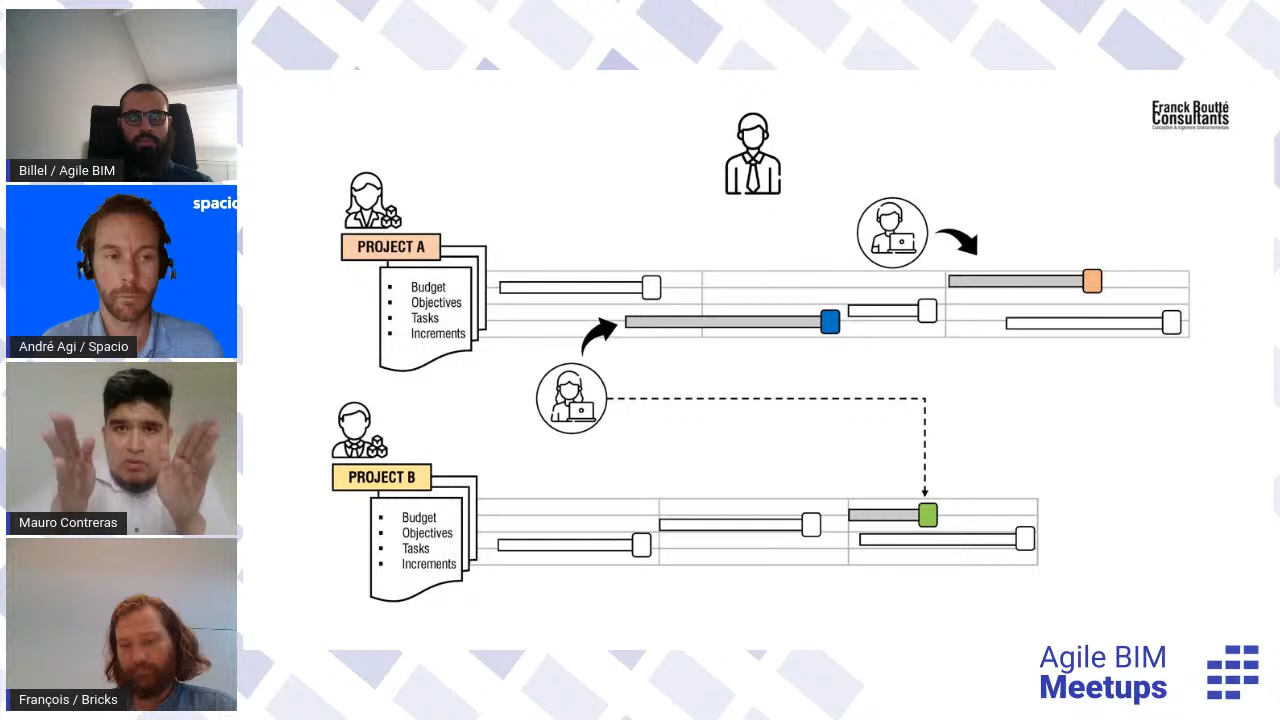 Billel / Agile BIM
spacio
André Agi / Spacio
Mauro Contreras
François / Bricks
Franck Boutté
Consultants
PROJECT A
Budget
Objectives
Tasks
Increments
PROJECT B
Budget
Objectives
Tasks
Increments
Agile BIM
Meetups